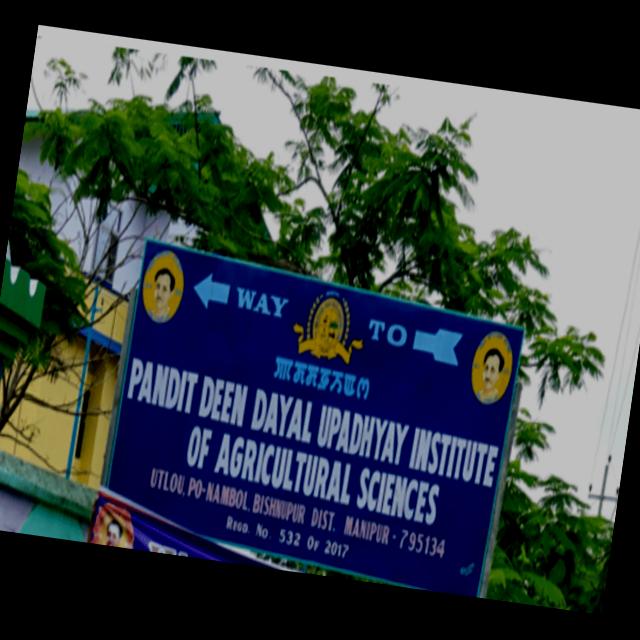 WAY TO
PANDIT DEEN DAYAL UPADHYAY INSTITUTE
OF AGRICULTURAL SCIENCES
UTLOU, PO-NAMBOL, BISHNUPUR DIST. MANIPUR - 795134
Regd. No. 532 Of 2017